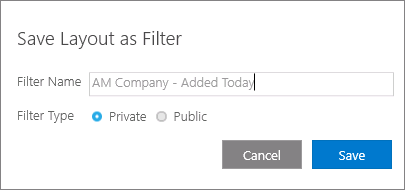 Save Layout as Filter
Filter Name AM Company - Added Today
Filter Type Private Public
Cancel Save